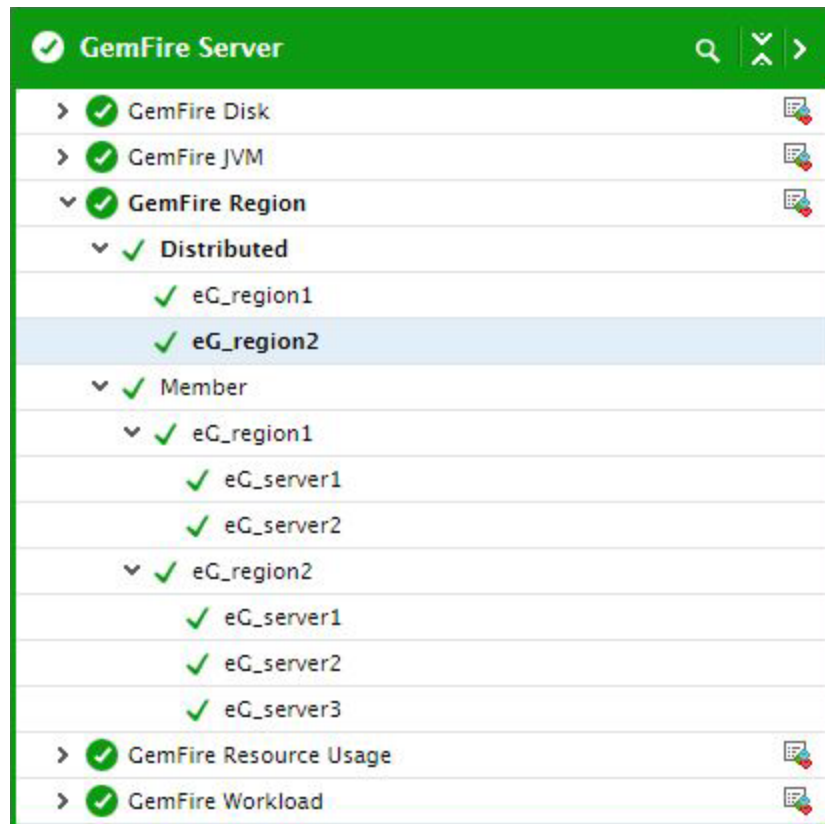 GemFire Server
GemFire Disk
GemFire JVM
GemFire Region
Distributed
eG_region1
eG_region2
Member
eG_region1
eG_server1
eG_server2
eG_region2
eG_server1
eG_server2
eG_server3
GemFire Resource Usage
GemFire Workload